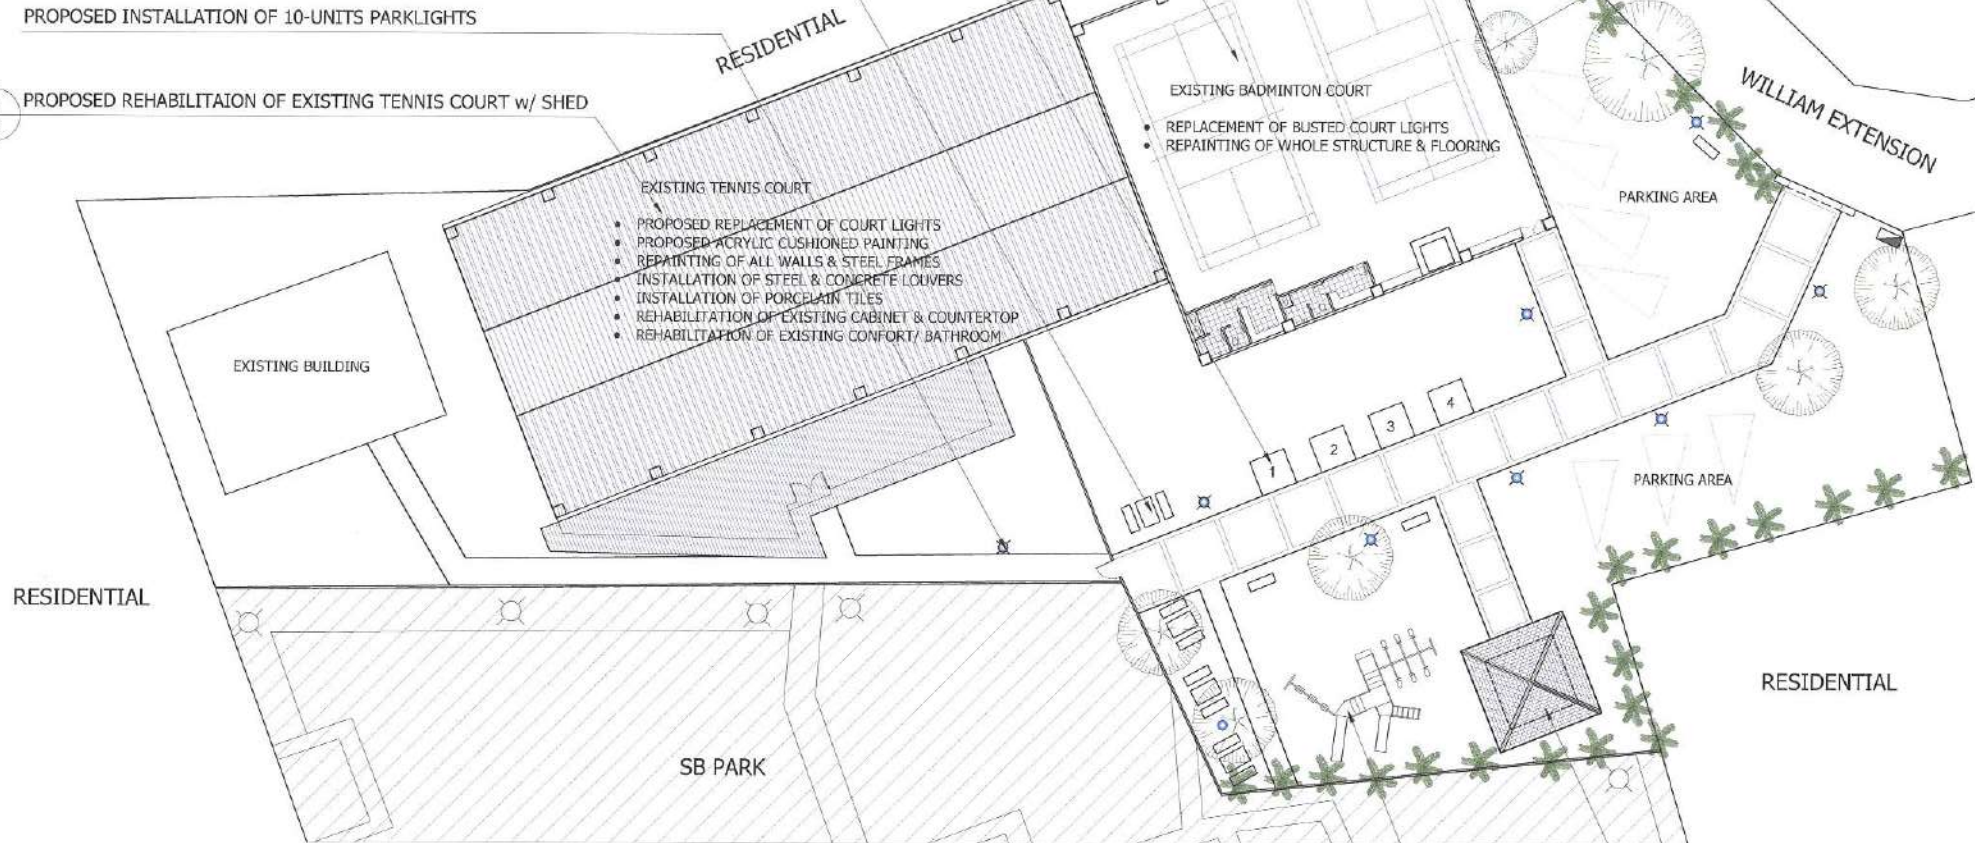 PROPOSED INSTALLATION OF 10-UNITS PARKLIGHTS
RESIDENTIAL
PROPOSED REHABILITAION OF EXISTING TENNIS COURT w/ SHED
EXISTING BADMINTON COURT
• REPLACEMENT OF BUSTED COURT LIGHTS
• REPAINTING OF WHOLE STRUCTURE & FLOORING
WILLIAM EXTENSION
PARKING AREA
EXISTING TENNIS COURT
• PROPOSED REPLACEMENT OF COURT LIGHTS
• PROPOSED ACRYLIC CUSHIONED PAINTING
• REPAINTING OF ALL WALLS & STEEL FRAMES
• INSTALLATION OF STEEL & CONCRETE LOUVERS
• INSTALLATION OF PORCELAIN TILES
• REHABILITATION OF EXISTING CABINET & COUNTERTOP
• REHABILITATION OF EXISTING CONFORT/ BATHROOM
EXISTING BUILDING
1
2
3
4
PARKING AREA
RESIDENTIAL
RESIDENTIAL
SB PARK